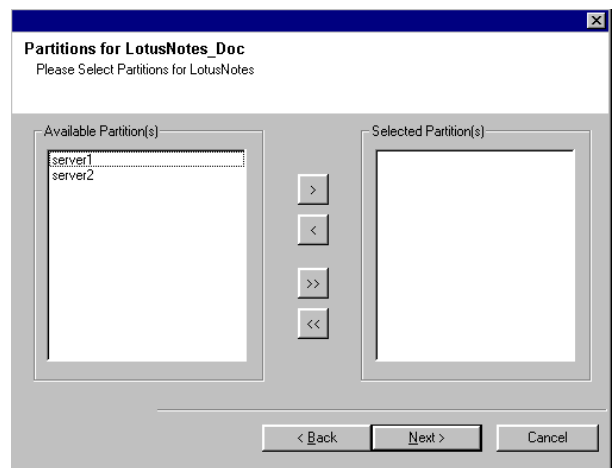 Partitions for LotusNotes_Doc
Please Select Partitions for LotusNotes
Available Partition(s)
server1
server2
>
<
>>
<<
Selected Partition(s)
< Back
Next >
Cancel